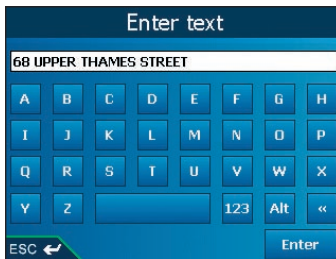 Enter text
68 UPPER THAMES STREET
A B C D E F G H
I J K L M N O P
Q R S T U V W X
Y Z 123 Alt «
ESC Enter